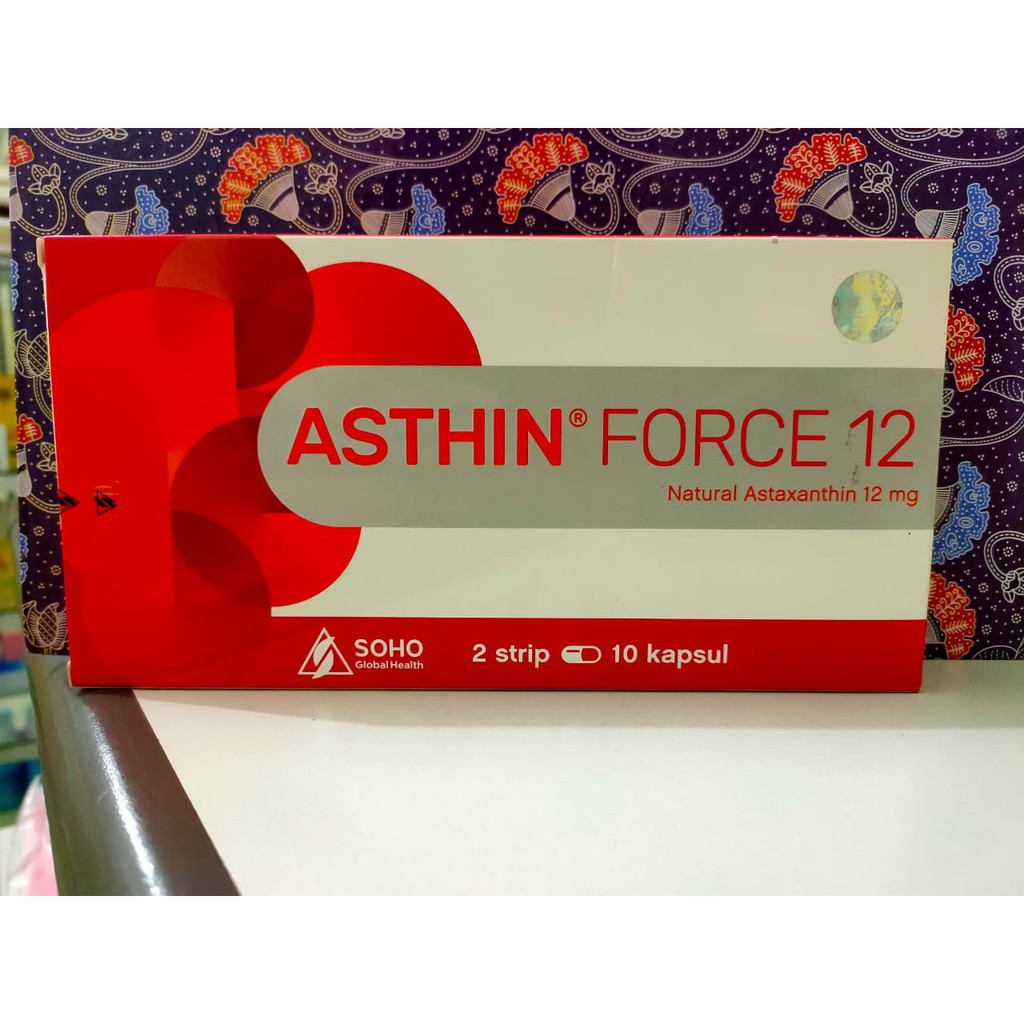 ASTHIN® FORCE 12
Natural Astaxanthin 12 mg
SOHO
Global Health
2 strip 10 kapsul